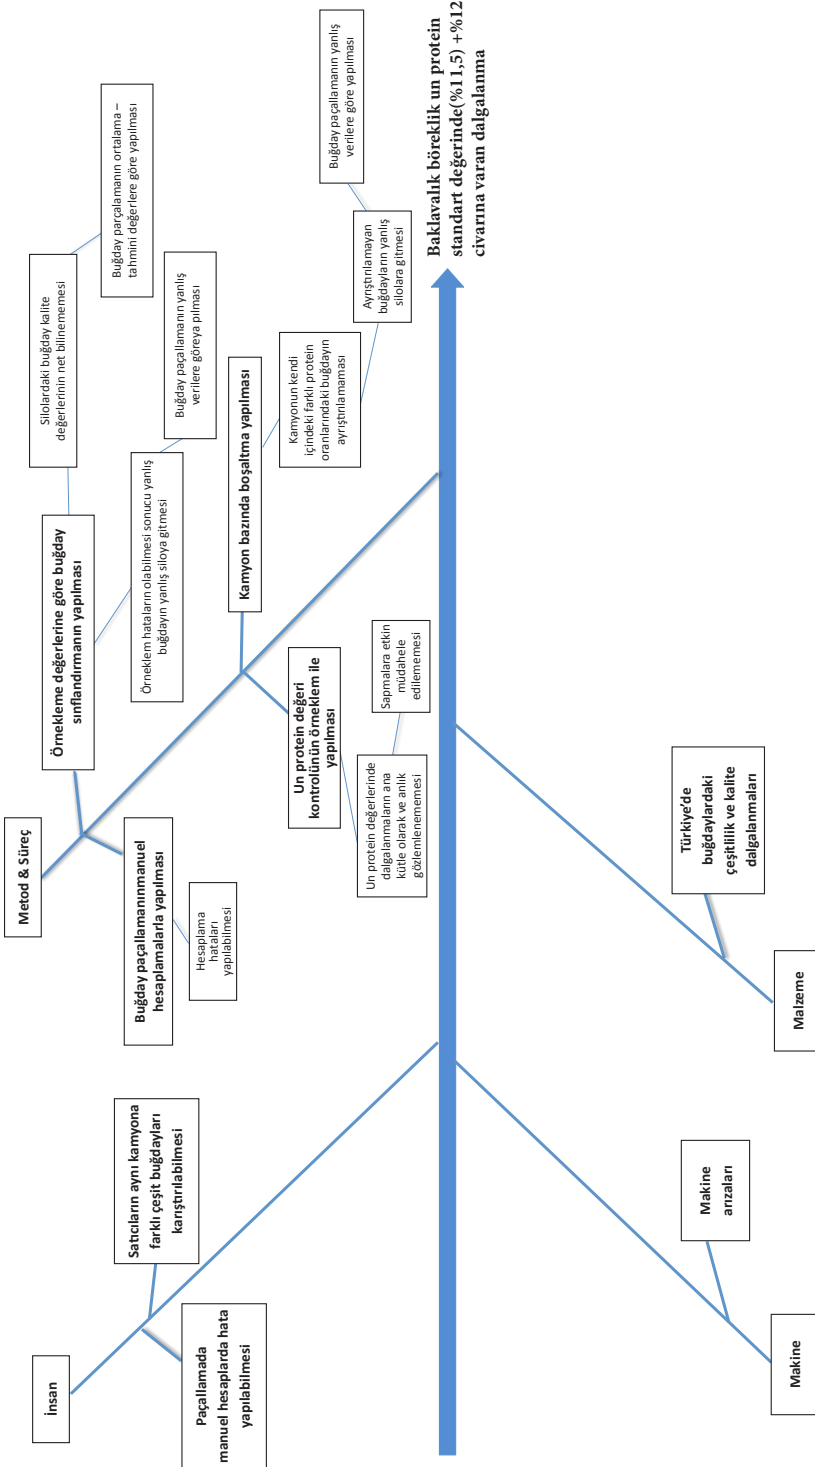 İnsan
Paçallamada
manuel hesaplarda hata
yapılabilmesi
Satıcıların aynı kamyona
farklı çeşit buğdayları
karıştırılabilmesi
Metod & Süreç
Buğday paçallamanınmanuel
hesaplamalarla yapılması
Hesaplama
hataları
yapılabilmesi
Örnekleme değerlerine göre buğday
sınflandırmanın yapılması
Silolardaki buğday kalite
değerlerinin net bilinememesi
Buğday parçalamanın ortalama –
tahmini değerlere göre yapılması
Örneklem hataların olabilmesi sonucu yanlış
buğdayın yanlış siloya gitmesi
Buğday paçallamanın yanlış
verilere göreya pılması
Un protein değeri
kontrolünün örneklem ile
yapılması
Un protein değerlerinde
dalgalanmaların ana
kütle olarak ve anlık
gözlemlenememesi
Sapmalara etkin
müdahele
edilememesi
Kamyon bazında boşaltma yapılması
Kamyonun kendi
içindeki farklı protein
oranlarındaki buğdayın
ayrıştırılamaması
Ayrıştırılamayan
buğdayların yanlış
silolara gitmesi
Buğday paçallamanın yanlış
verilere göre yapılması
Baklavalık böreklik un protein
standart değerinde(%11,5) +%12
civarına varan dalgalanma
Makine
Makine
arızaları
Malzeme
Türkiye’de
buğdaylardaki
çeşitlilik ve kalite
dalgalanmaları